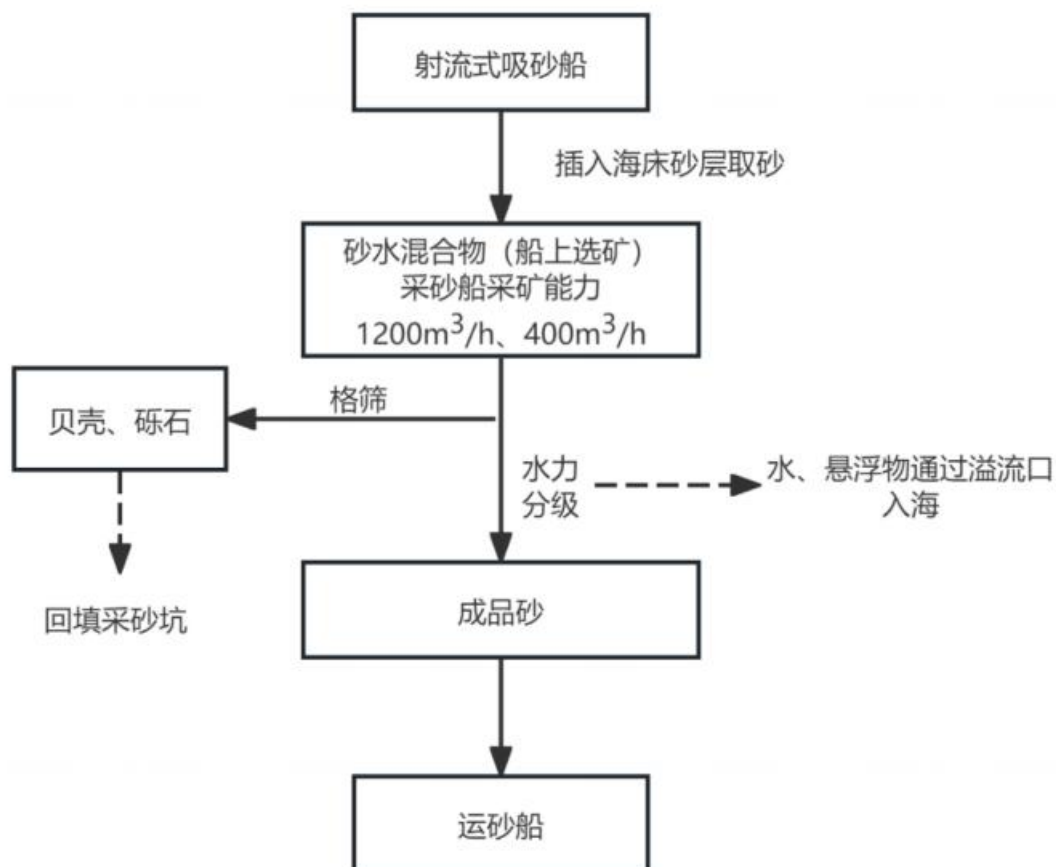 射流式吸砂船
插入海床砂层取砂
砂水混合物（船上选矿）
采砂船采矿能力
1200m³/h、400m³/h
格筛
贝壳、砾石
水力
分级
水、悬浮物通过溢流口
入海
回填采砂坑
成品砂
运砂船